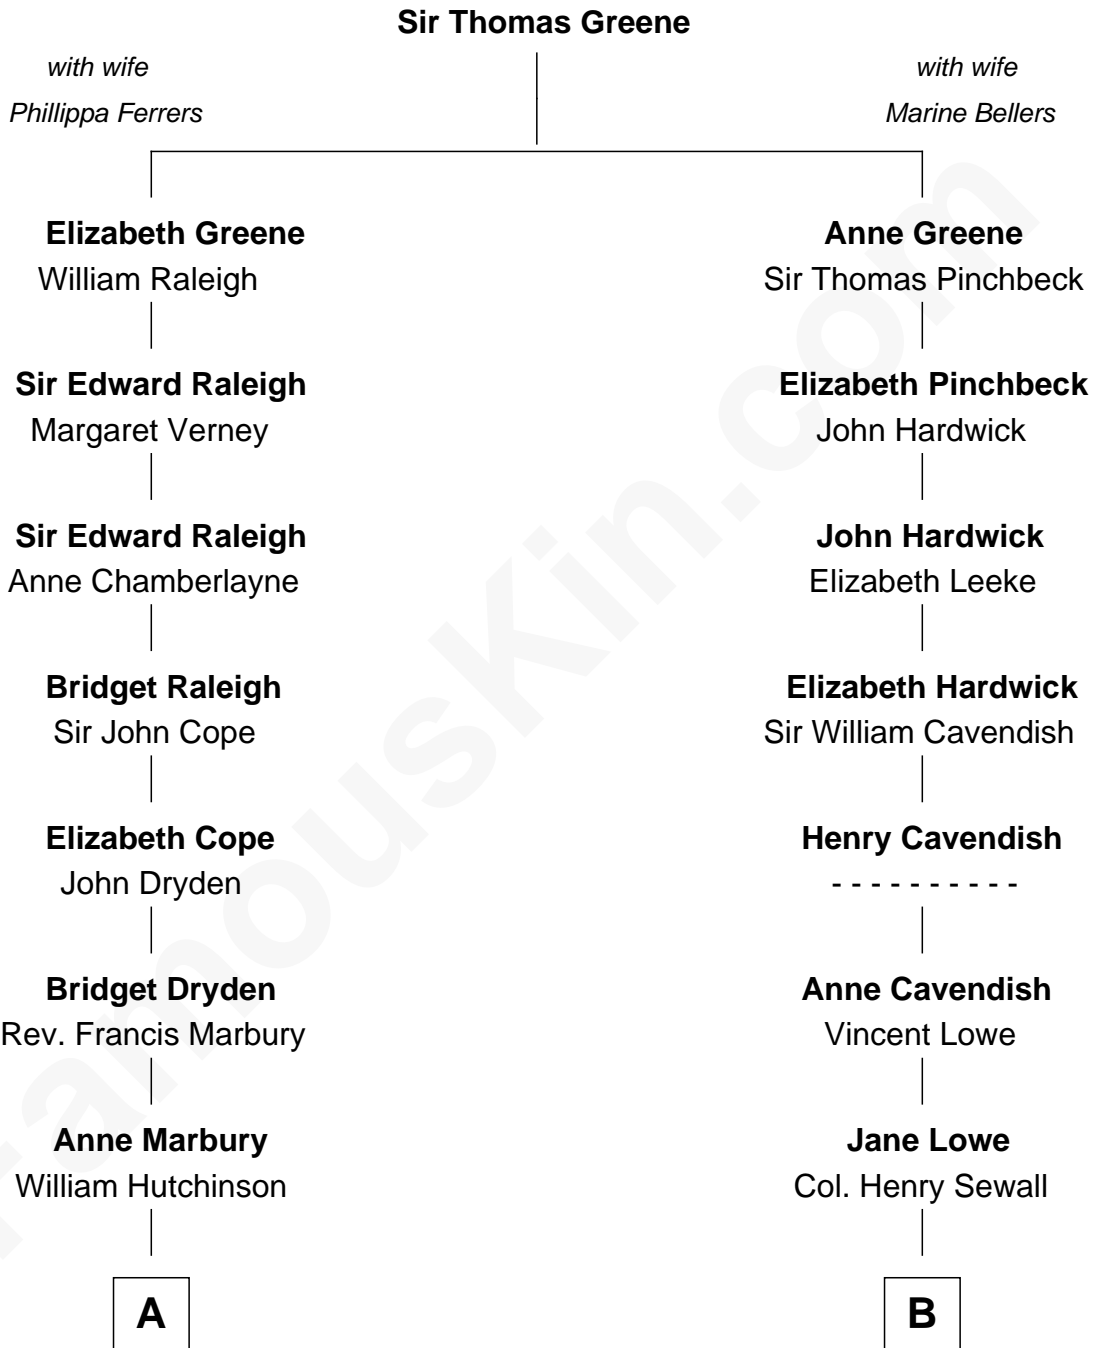 Sir Thomas Greene
with wife
Phillippa Ferrers
with wife
Marine Bellers
Elizabeth Greene
William Raleigh
Anne Greene
Sir Thomas Pinchbeck
Sir Edward Raleigh
Margaret Verney
Elizabeth Pinchbeck
John Hardwick
Sir Edward Raleigh
Anne Chamberlayne
John Hardwick
Elizabeth Leeke
Bridget Raleigh
Sir John Cope
Elizabeth Hardwick
Sir William Cavendish
Elizabeth Cope
John Dryden
Henry Cavendish
- - - - - - - - - -
Bridget Dryden
Rev. Francis Marbury
Anne Cavendish
Vincent Lowe
Anne Marbury
William Hutchinson
Jane Lowe
Col. Henry Sewall
A
B
FamousKin.com